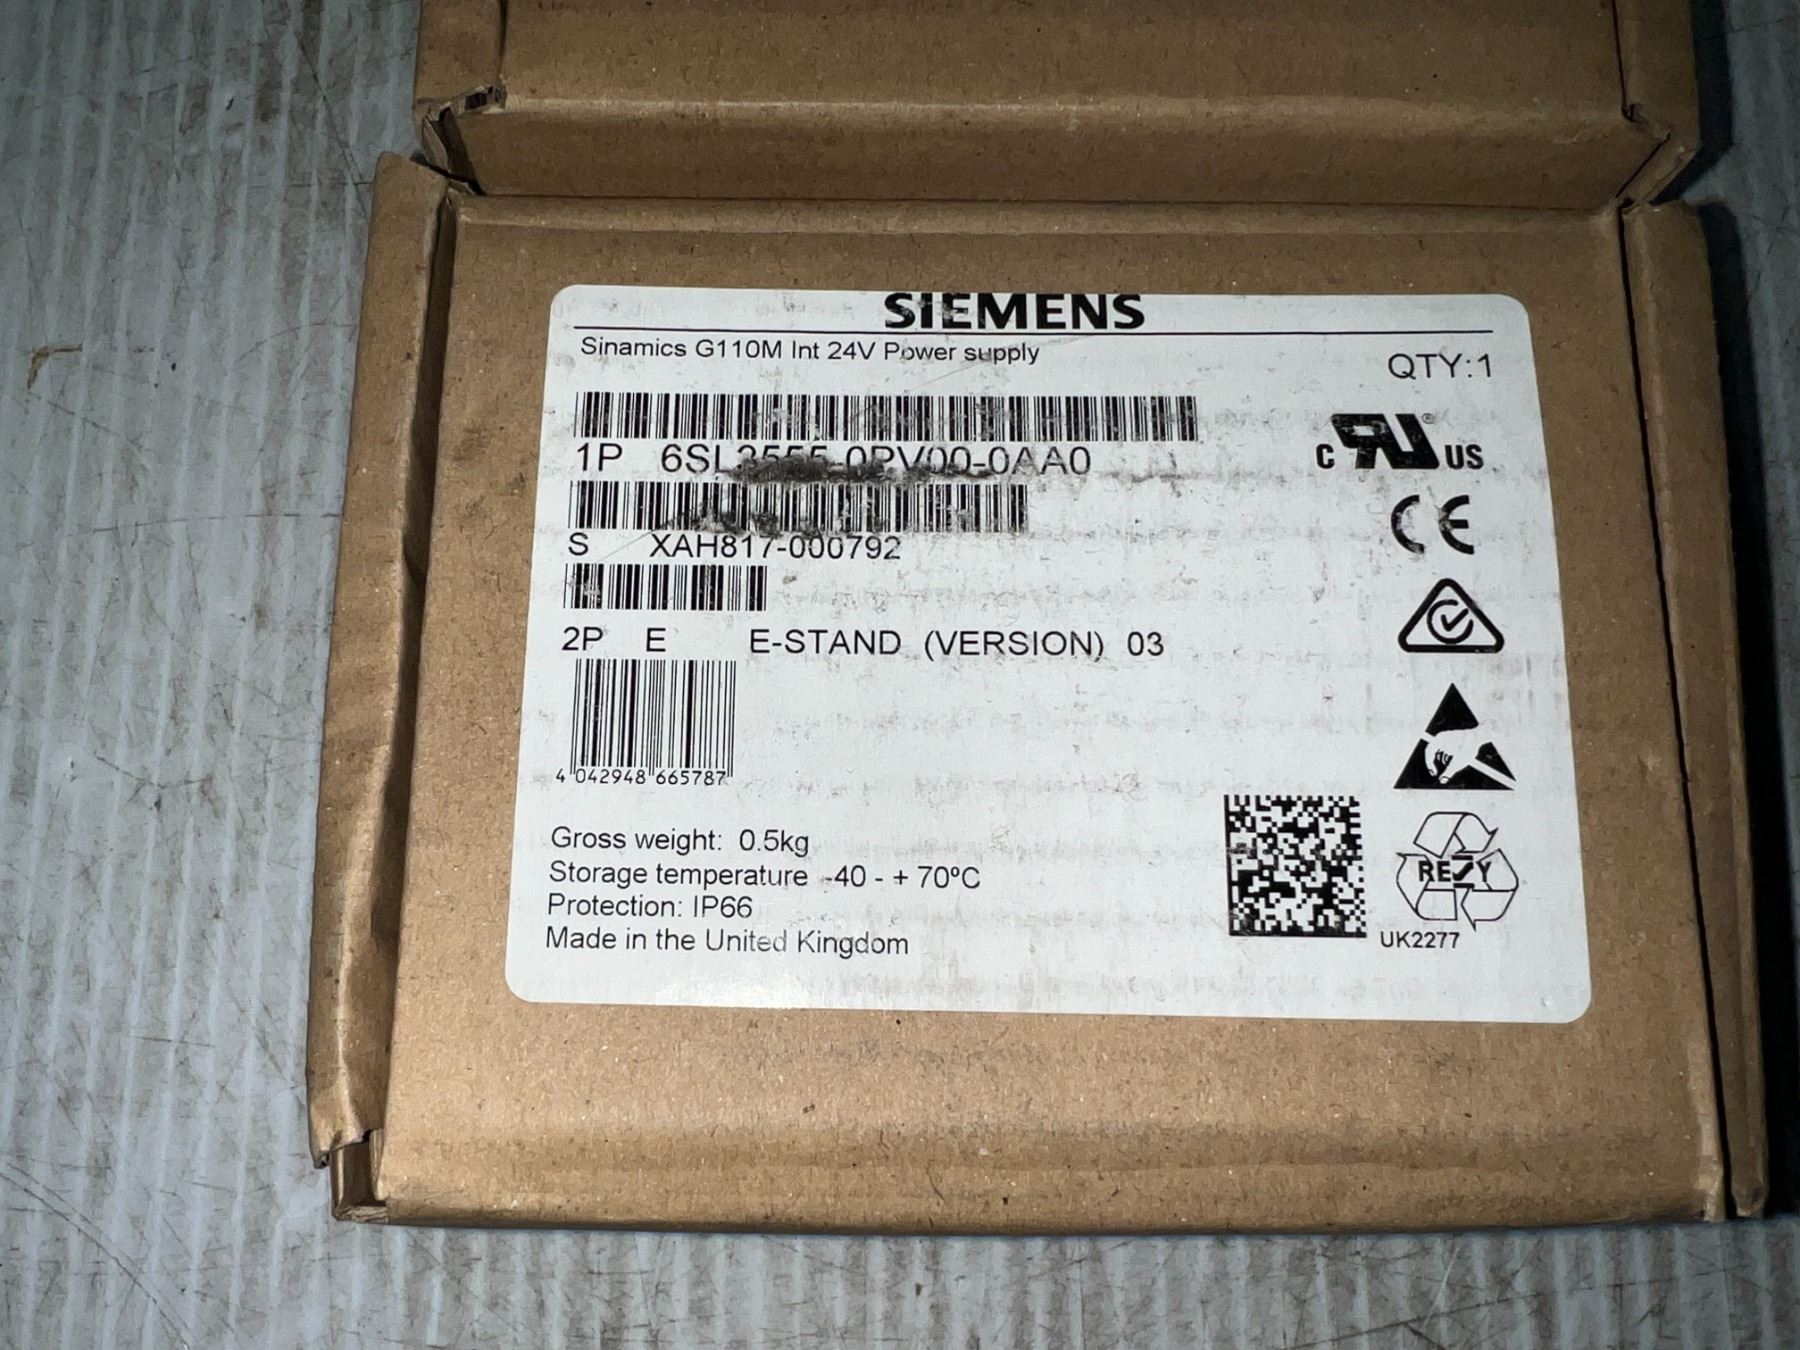 SIEMENS
Sinamics G110M Int 24V Power supply
QTY:1
1P 6SL3555-0PV00-0AA0
C RU® US
S XAH817-000792
CE
2P E E-STAND (VERSION) 03
4 042948 665787
Gross weight: 0.5kg
Storage temperature -40 - + 70ºC
Protection: IP66
Made in the United Kingdom
RESY
UK2277